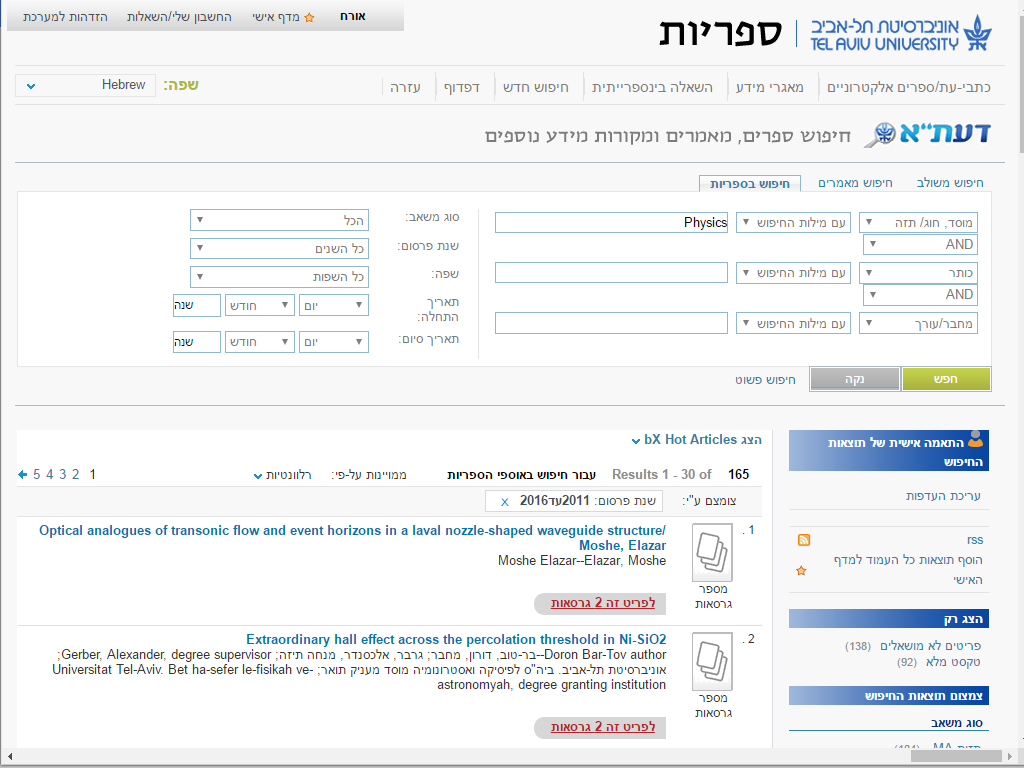 אורח
מדף אישי
החשבון שלי/השאלות
הזדהות למערכת
אוניברסיטת תל-אביב
TEL AVIV UNIVERSITY
ספריות
כתבי-עת/ספרים אלקטרוניים
מאגרי מידע
השאלה בינספרייתית
חיפוש חדש
דפדוף
עזרה
שפה:
Hebrew
דעת"א
חיפוש ספרים, מאמרים ומקורות מידע נוספים
חיפוש משולב
חיפוש מאמרים
חיפוש בספריות
מוסד, חוג/ תזה
עם מילות החיפוש
Physics
AND
כותר
עם מילות החיפוש
AND
מחבר/עורך
עם מילות החיפוש
סוג משאב:
הכל
שנת פרסום:
כל השנים
שפה:
כל השפות
תאריך
התחלה:
יום
חודש
שנה
תאריך סיום:
יום
חודש
שנה
חפש
נקה
חיפוש פשוט
התאמה אישית של תוצאות
החיפוש
עריכת העדפות
rss
הוסף תוצאות כל העמוד למדף
האישי
הצג רק
פריטים לא מושאלים (138)
טקסט מלא (92)
צמצום תוצאות החיפוש
סוג משאב
הצג bX Hot Articles
165 Results 1 - 30 of עבור חיפוש באוספי הספריות
ממויינות על-פי: רלוונטיות
1 2 3 4 5
צומצם ע"י:
שנת פרסום: 2011עד2016 x
1.
Optical analogues of transonic flow and event horizons in a laval nozzle-shaped waveguide structure/
Moshe, Elazar
Moshe Elazar--Elazar, Moshe
מספר
גרסאות
לפריט זה 2 גרסאות
2.
Extraordinary hall effect across the percolation threshold in Ni-SiO2
Doron Bar-Tov author--בר-טוב, דורון, מחבר; גרבר, אלכסנדר, מנחה תיזה; Gerber, Alexander, degree supervisor;
אוניברסיטת תל-אביב. ביה"ס לפיסיקה ואסטרונומיה מוסד מעניק תואר; Universitat Tel-Aviv. Bet ha-sefer le-fisikah ve-
astronomyah, degree granting institution
מספר
גרסאות
לפריט זה 2 גרסאות